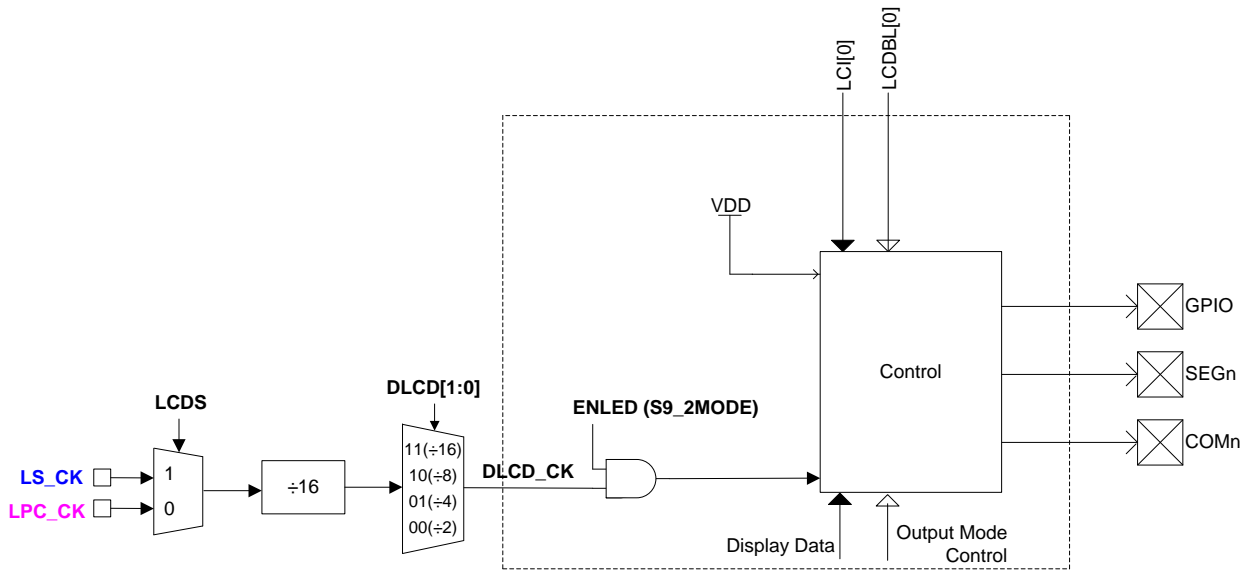 LCI[0]
LCDBL[0]
VDD
GPIO
Control
SEGn
DLCD[1:0]
LCDS
ENLED (S9_2MODE)
COMn
11(÷16)
LS_CK
1
10(÷8)
DLCD_CK
÷16
01(÷4)
LPC_CK
0
00(÷2)
Display Data
Output Mode
Control